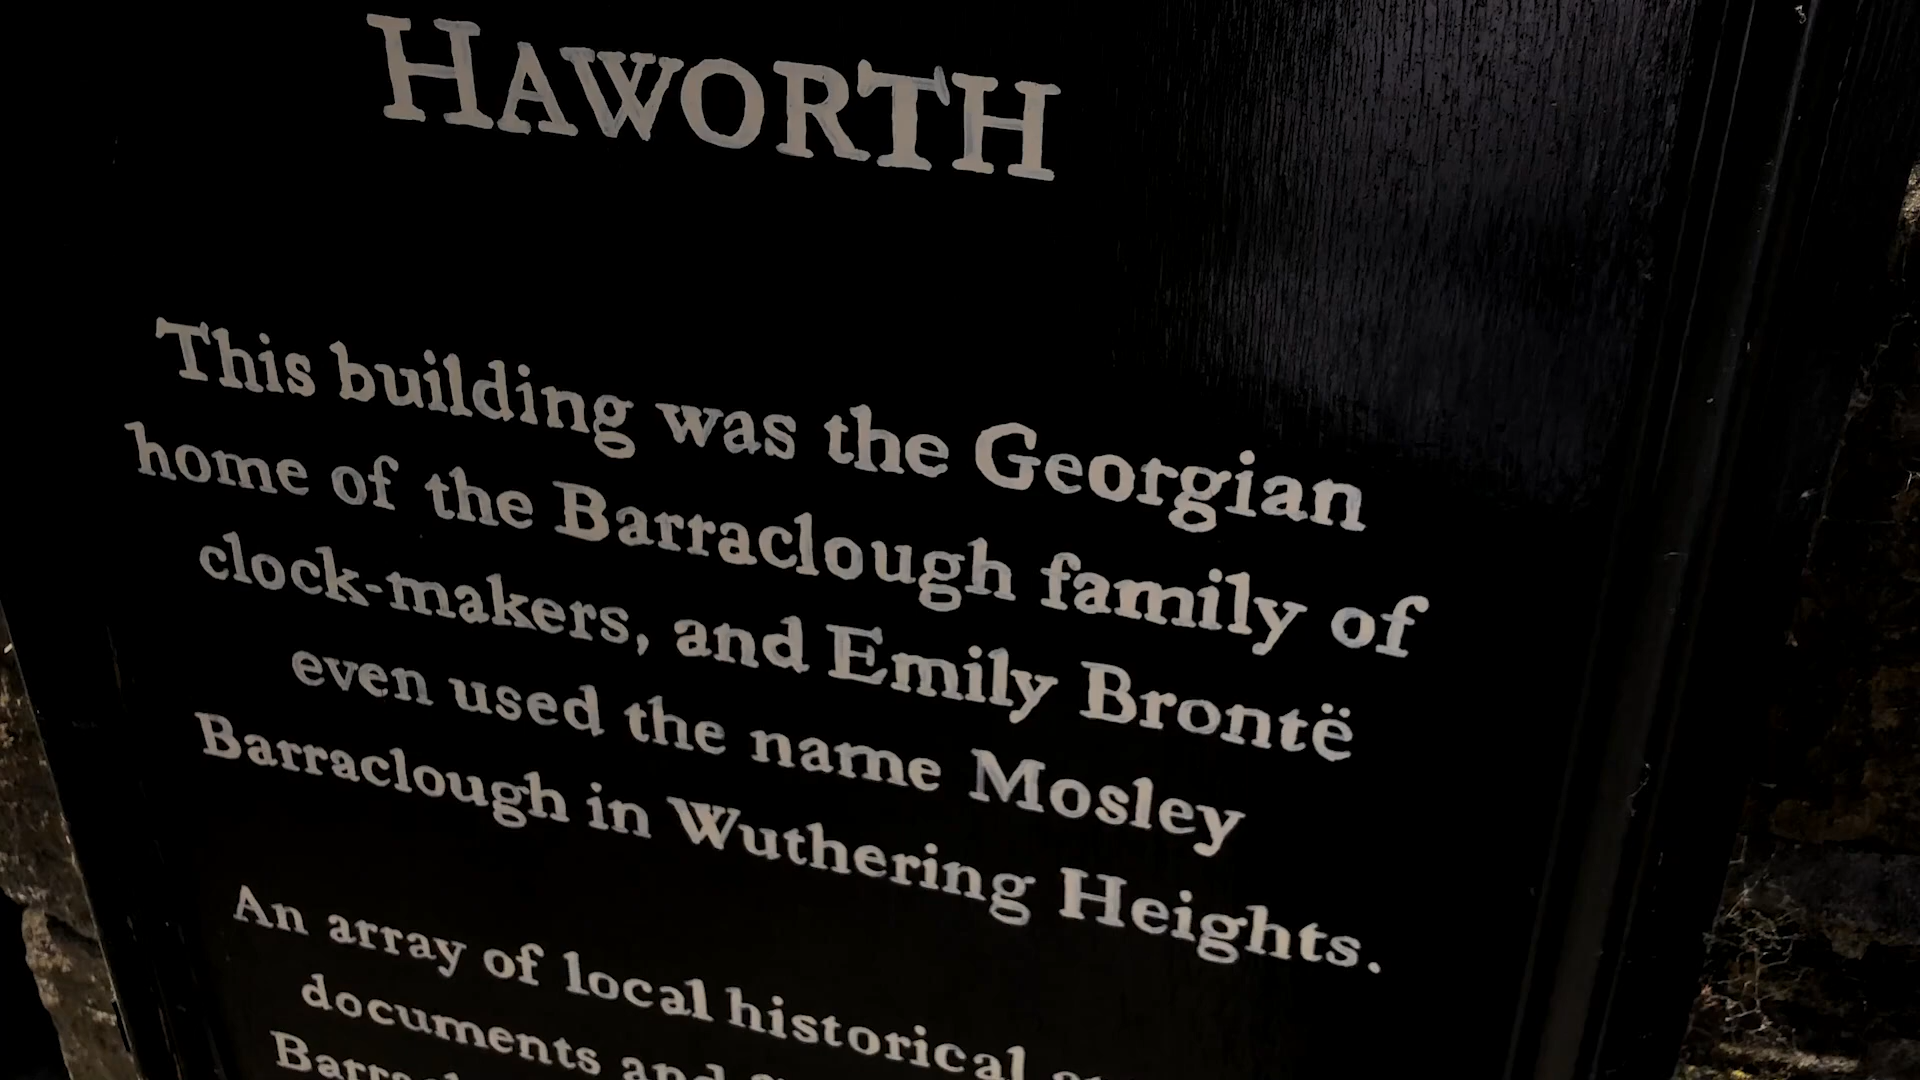 HAWORTH
This building was the Georgian
home of the Barraclough family of
clock-makers, and Emily Brontë
even used the name Mosley
Barraclough in Wuthering Heights.
An array of local historical
documents and